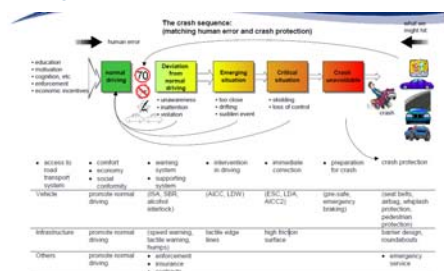 The crash sequence:
(matching human error and crash protection)
what we
might hit
human error
• education
• motivation
• cognition, etc.
• enforcement
• economic incentives
normal
driving
70
Deviation
from
normal
driving
Emerging
situation
Critical
situation
Crash
unavoidable
• unawareness
• inattention
• violation
• too close
• drifting
• sudden event
• skidding
• loss of control
crash
• access to
road
transport
system
• comfort
• economy
• social
conformity
• warning
system
• supporting
system
• intervention
in driving
• immediate
correction
• preparation
for crash
crash protection
Vehicle
promote normal
driving
(ISA, SBR,
alcohol
interlock)
(AICC, LDW)
(ESC, LDA,
AICC2)
(pre-safe,
emergency
braking)
(seat belts,
airbag, whiplash
protection,
pedestrian
protection)
Infrastructure
promote normal
driving
(speed warning,
tactile warning,
humps)
tactile edge
lines
high friction
surface
barrier design,
roundabouts
Others
promote normal
driving
• enforcement
• insurance
• emergency
service